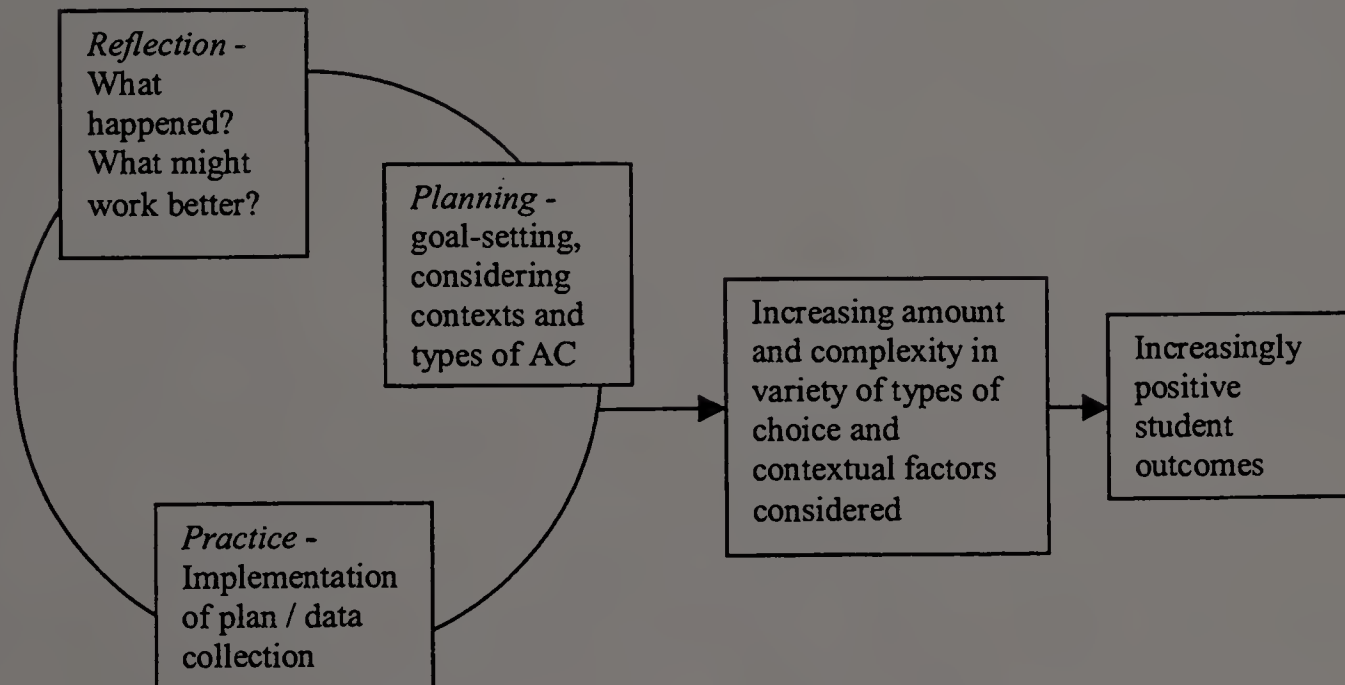 Reflection -
What
happened?
What might
work better?
Planning -
goal-setting,
considering
contexts and
types of AC
Practice -
Implementation
of plan / data
collection
Increasing amount
and complexity in
variety of types of
choice and
contextual factors
considered
Increasingly
positive
student
outcomes